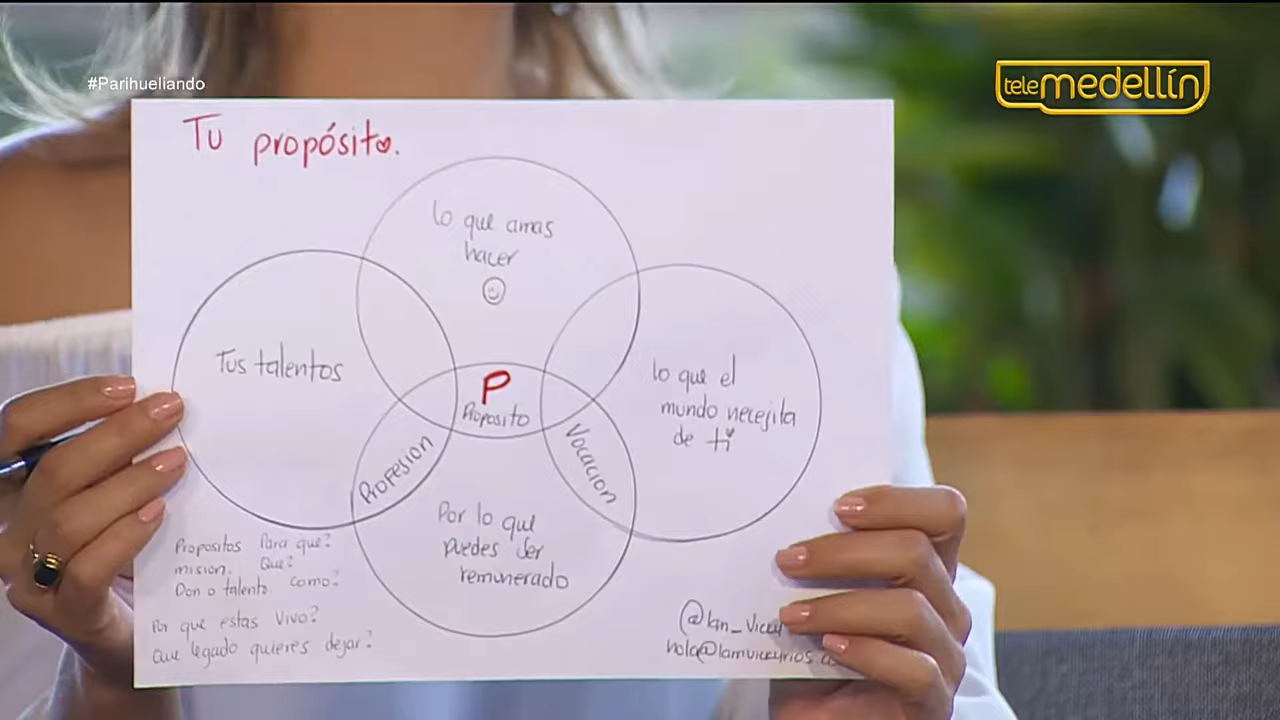 #Parihueliando
tele medellín
Tu propósito.
lo que amas
hacer
Tus talentos
lo que el
mundo necesita
de ti
P
Proposito
Profesion
Vocacion
Por lo que
puedes ser
remunerado
Propositos Para que?
mision. Que?
Don o talento como?
Por que estas vivo?
Que legado quieres dejar?